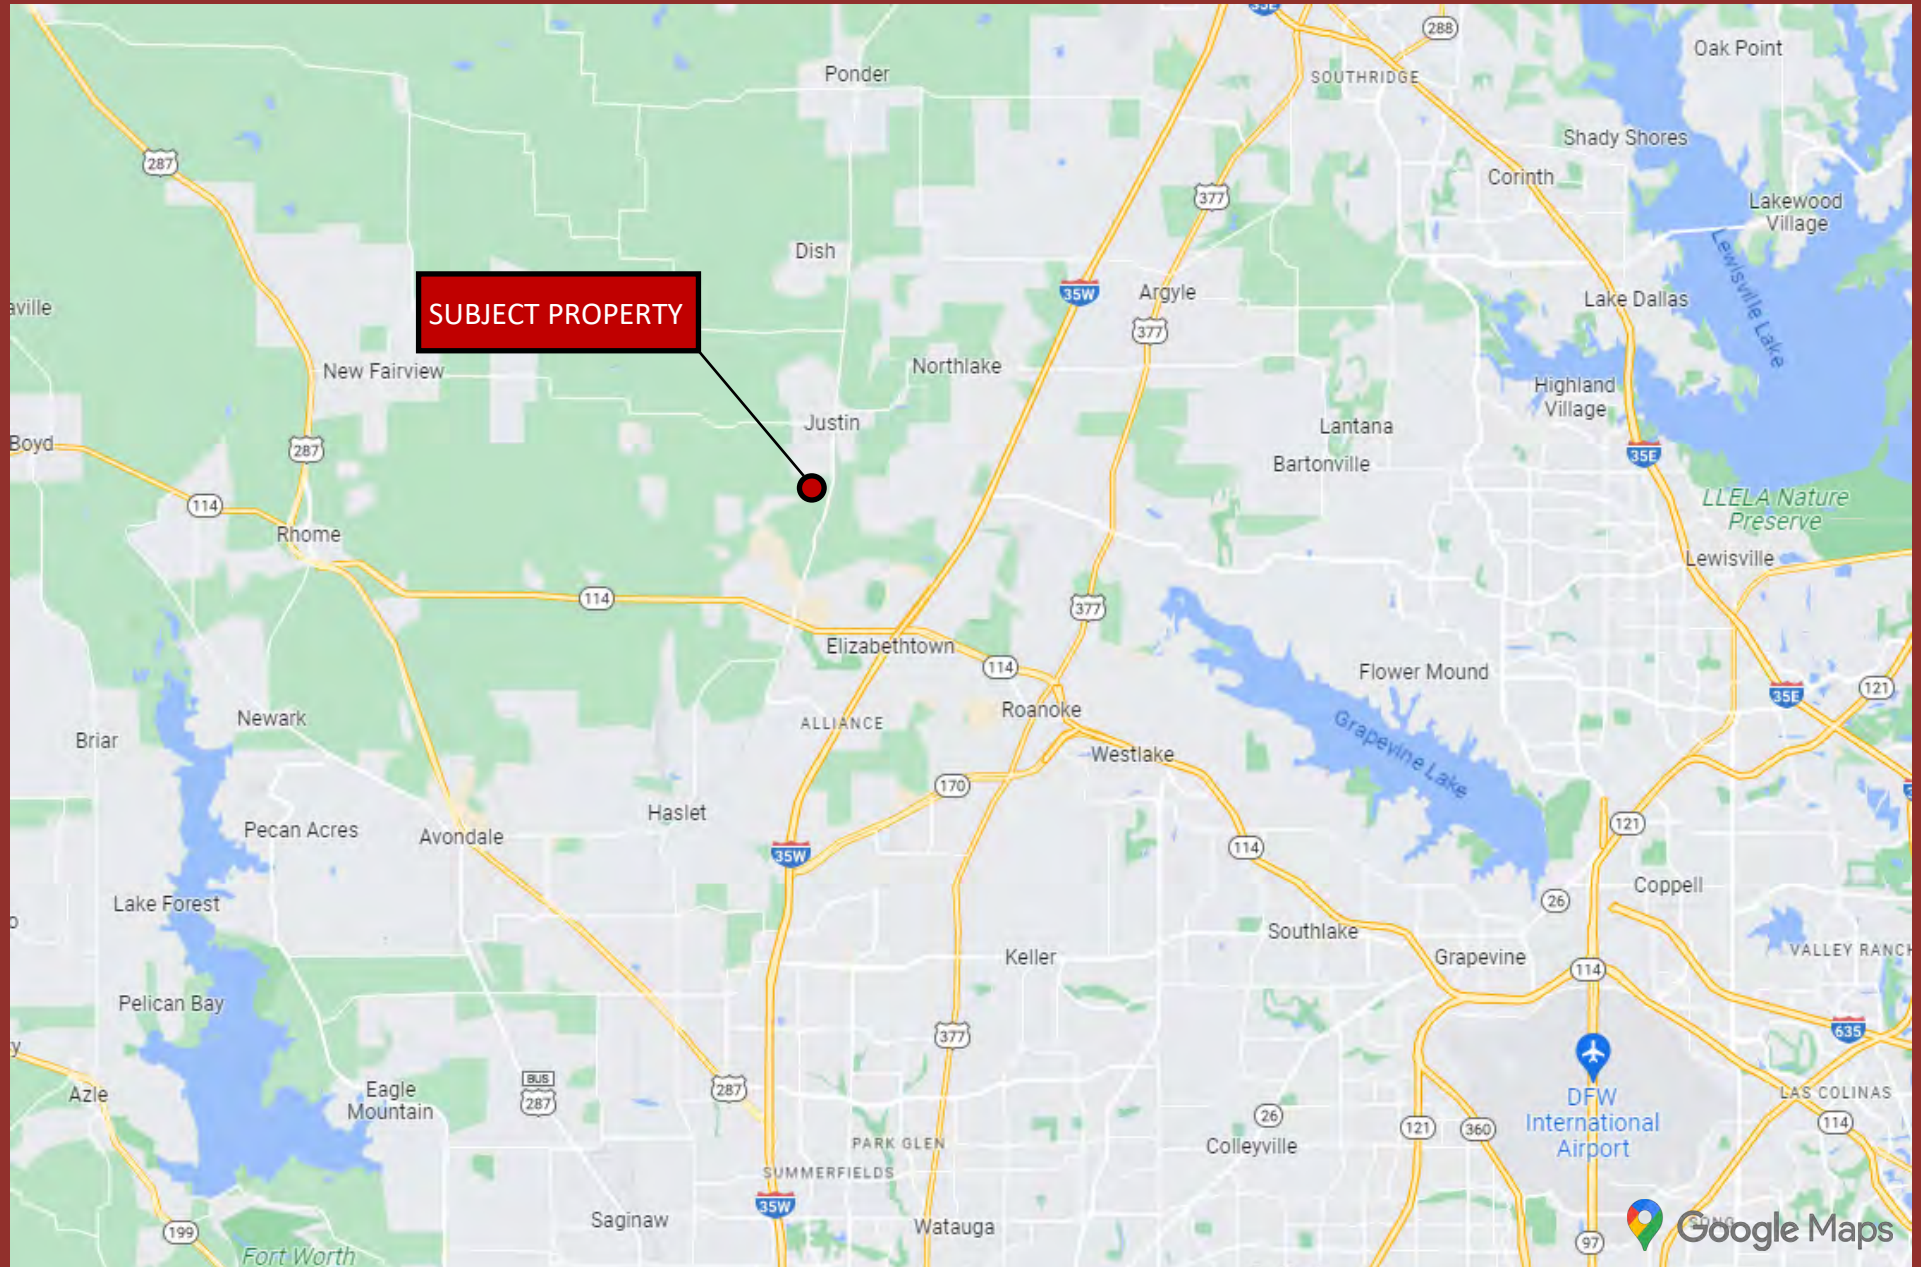 35E
288
Oak Point
Ponder
SOUTHRIDGE
Shady Shores
287
Corinth
377
Lakewood
Village
Dish
Lewisville Lake
SUBJECT PROPERTY
35W
Argyle
Lake Dallas
aville
377
New Fairview
Northlake
Highland
Village
Justin
Lantana
Boyd
287
35E
Bartonville
114
LLELA Nature
Preserve
Rhome
Lewisville
114
377
Elizabethtown
114
Flower Mound
35E
121
Newark
Roanoke
ALLIANCE
Grapevine Lake
Briar
Westlake
170
Haslet
121
Pecan Acres
Avondale
35W
114
Coppell
Lake Forest
26
Southlake
VALLEY RANCH
Keller
Grapevine
114
Pelican Bay
377
635
Azle
Eagle
Mountain
BUS
287
287
DFW
International
Airport
LAS COLINAS
26
121
360
114
PARK GLEN
Colleyville
SUMMERFIELDS
35W
Saginaw
Watauga
199
97
Google Maps
Fort Worth